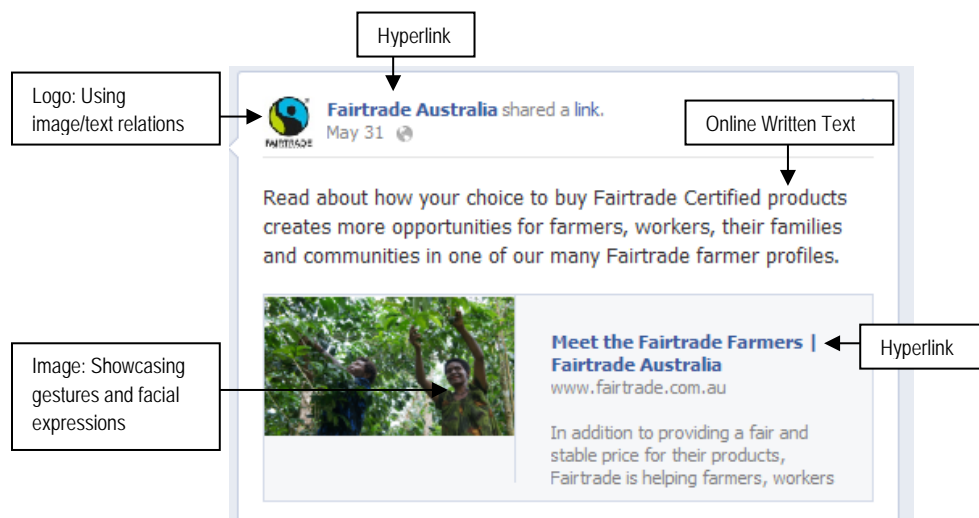 Hyperlink
Logo: Using
image/text relations
FAIRTRADE
Fairtrade Australia shared a link.
May 31
Online Written Text
Read about how your choice to buy Fairtrade Certified products
creates more opportunities for farmers, workers, their families
and communities in one of our many Fairtrade farmer profiles.
Image: Showcasing
gestures and facial
expressions
Meet the Fairtrade Farmers |
Fairtrade Australia
www.fairtrade.com.au
Hyperlink
In addition to providing a fair and
stable price for their products,
Fairtrade is helping farmers, workers